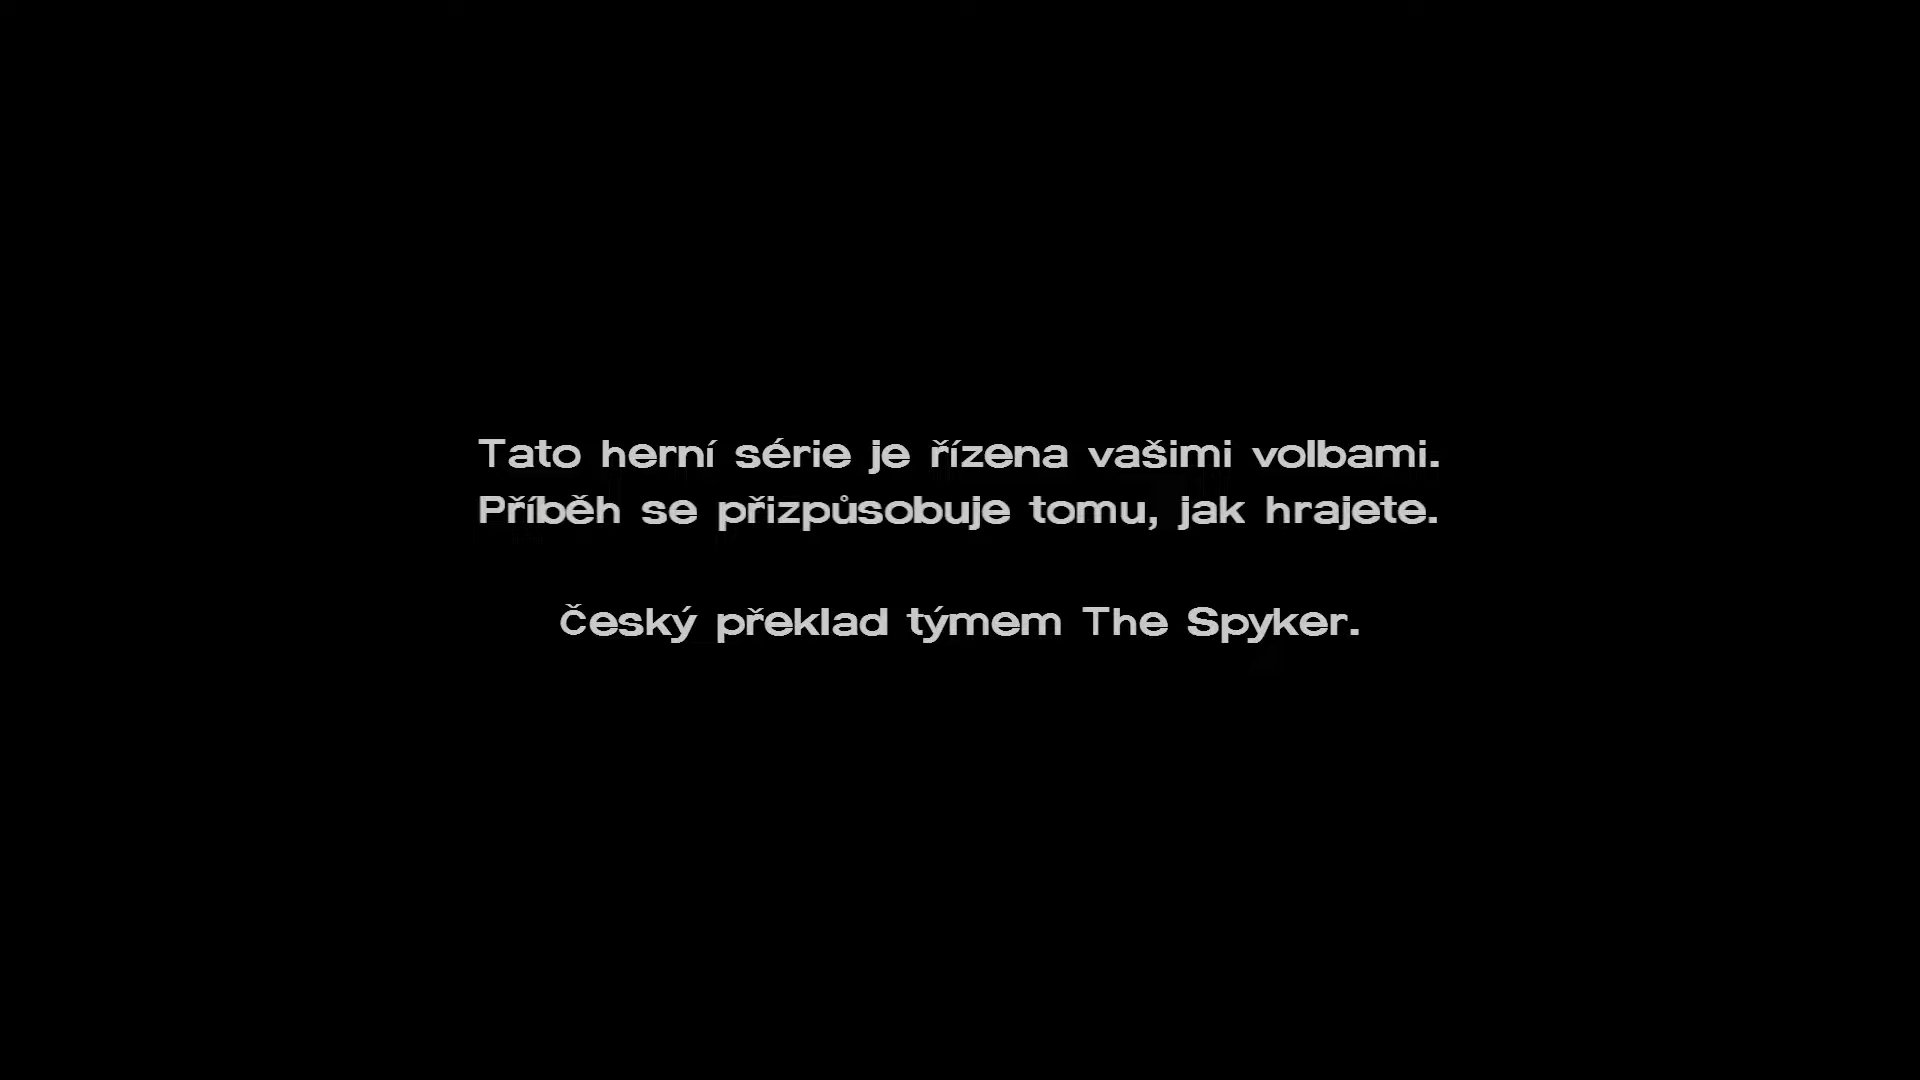 Tato herní série je řízena vašimi volbami.
Příběh se přizpůsobuje tomu, jak hrajete.
Český překlad týmem The Spyker.